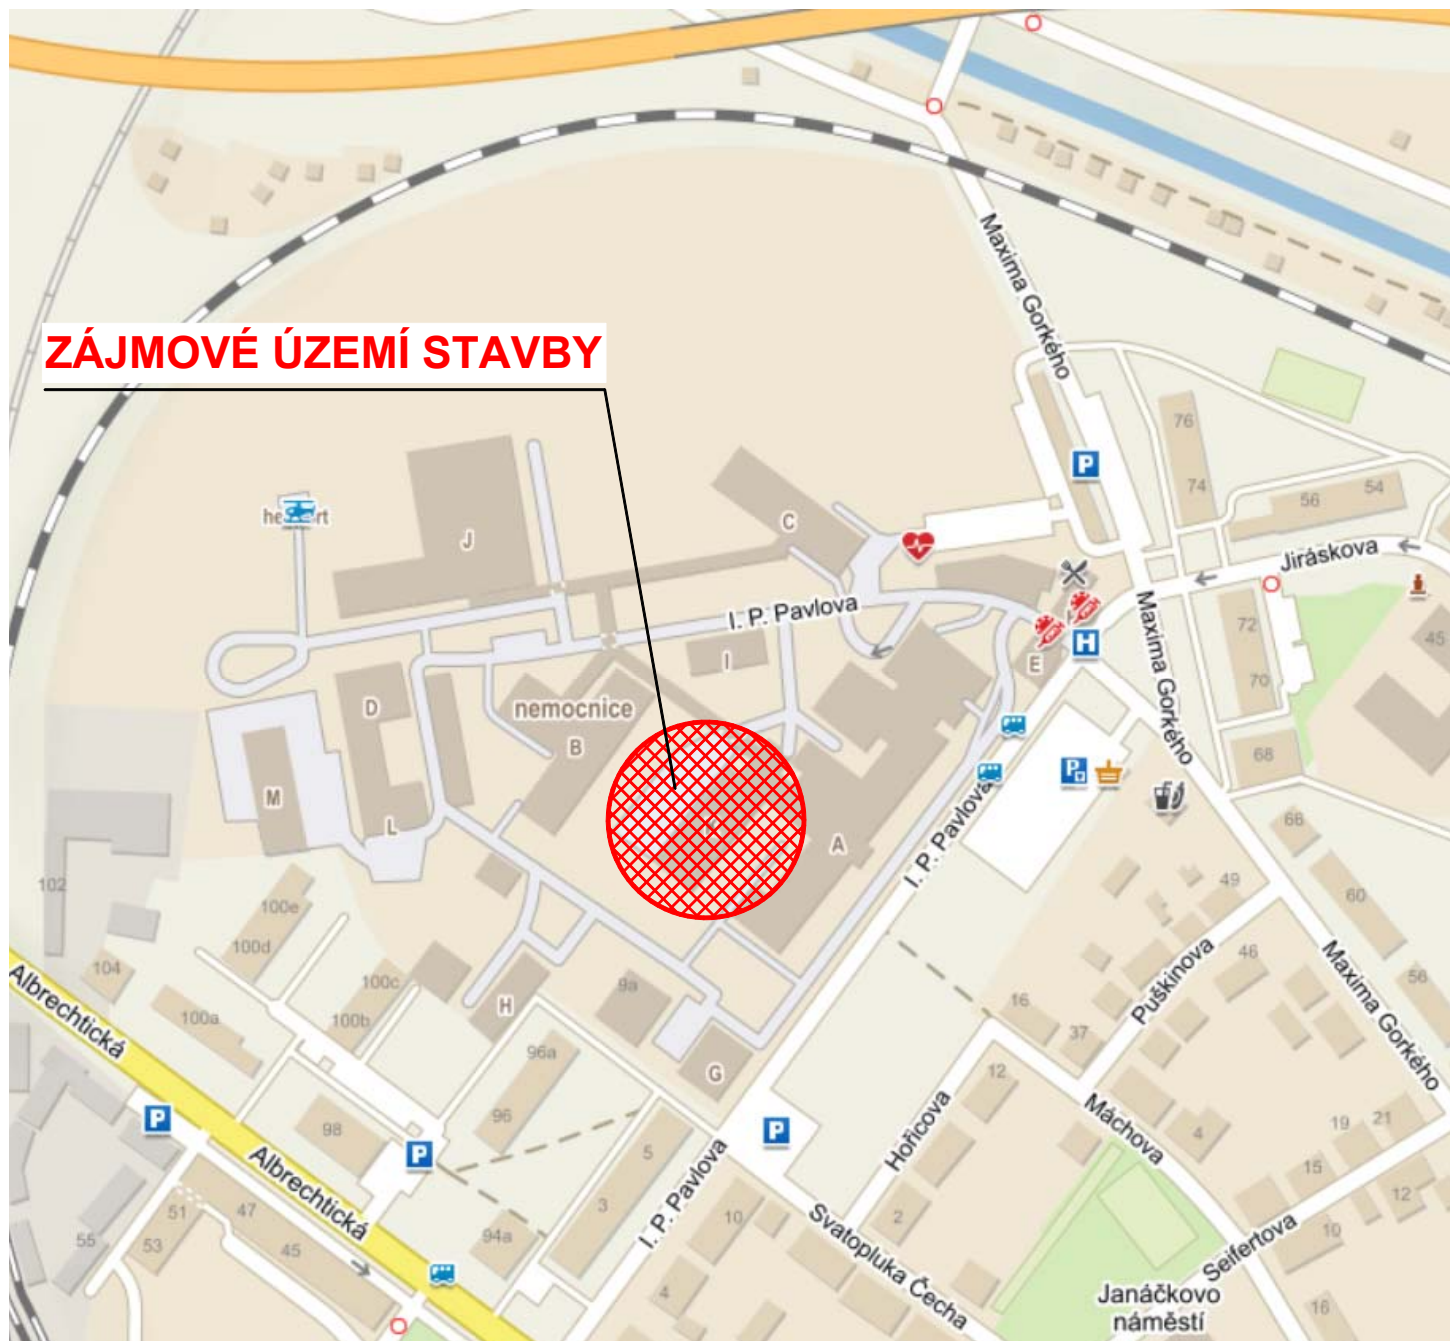 Maxima Gorkého
ZÁJMOVÉ ÚZEMÍ STAVBY
76
P
74
56
54
C
J
Jiráskova
I. P. Pavlova
Maxima Gorkého
72
45
H
E
I
70
D
nemocnice
B
68
P
M
I. P. Pavlova
L
K
A
66
102
49
60
100e
100d
46
Puškinova
Maxima Gorkého
104
100c
9a
56
Albrechtická
H
16
100a
100b
37
96a
G
12
Máchova
P
96
98
P
P
19
21
4
Hořicova
5
I. P. Pavlova
Albrechtická
15
12
51
47
3
10
2
Svatopluka Čecha
Seifertova
10
55
53
45
94a
4
Janáčkovo
náměstí
16